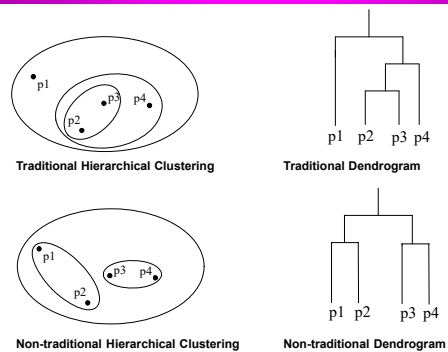 p1
p3
p4
p2
p1 p2 p3 p4
Traditional Hierarchical Clustering
Traditional Dendrogram
p1
p3 p4
p2
p1 p2 p3 p4
Non-traditional Hierarchical Clustering
Non-traditional Dendrogram